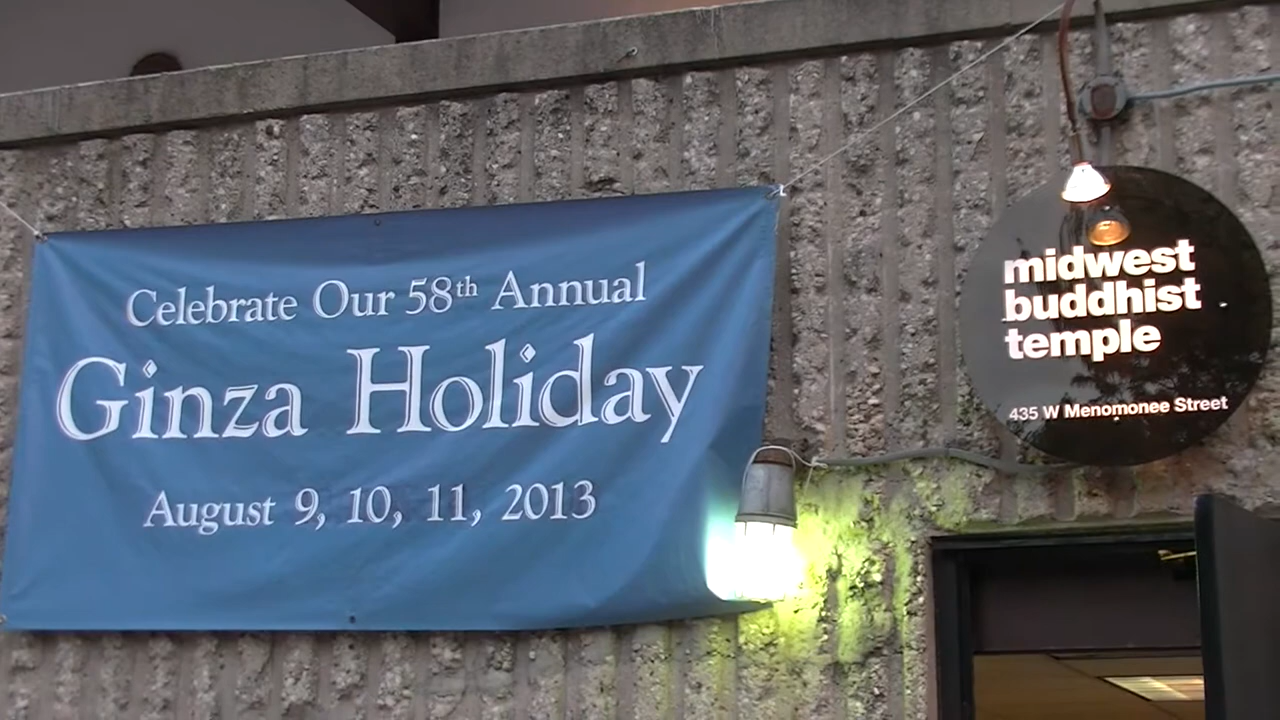 Celebrate Our 58th Annual
Ginza Holiday
August 9, 10, 11, 2013
midwest
buddhist
temple
435 W Menomonee Street